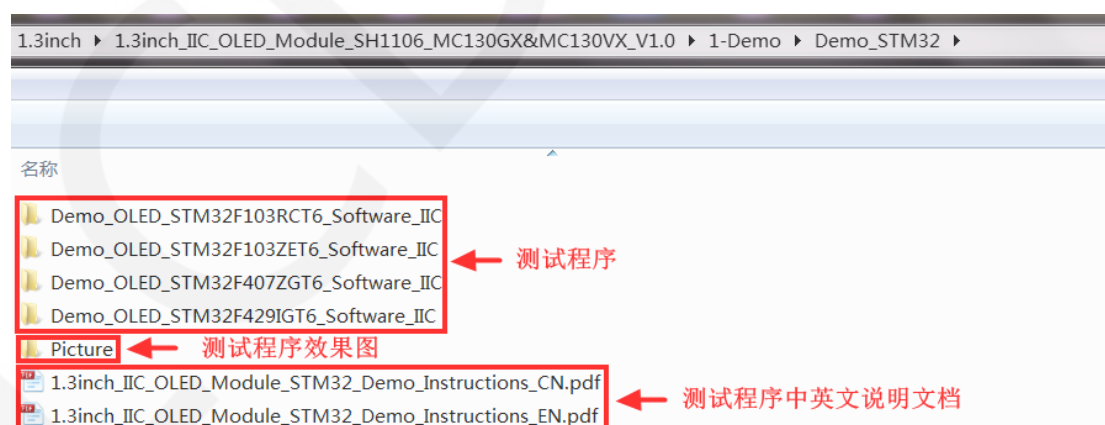 1.3inch ▸ 1.3inch_IIC_OLED_Module_SH1106_MC130GX&MC130VX_V1.0 ▸ 1-Demo ▸ Demo_STM32 ▸
名称
Demo_OLED_STM32F103RCT6_Software_IIC
Demo_OLED_STM32F103ZET6_Software_IIC
测试程序
Demo_OLED_STM32F407ZGT6_Software_IIC
Demo_OLED_STM32F429IGT6_Software_IIC
Picture 测试程序效果图
1.3inch_IIC_OLED_Module_STM32_Demo_Instructions_CN.pdf
测试程序中英文说明文档
1.3inch_IIC_OLED_Module_STM32_Demo_Instructions_EN.pdf